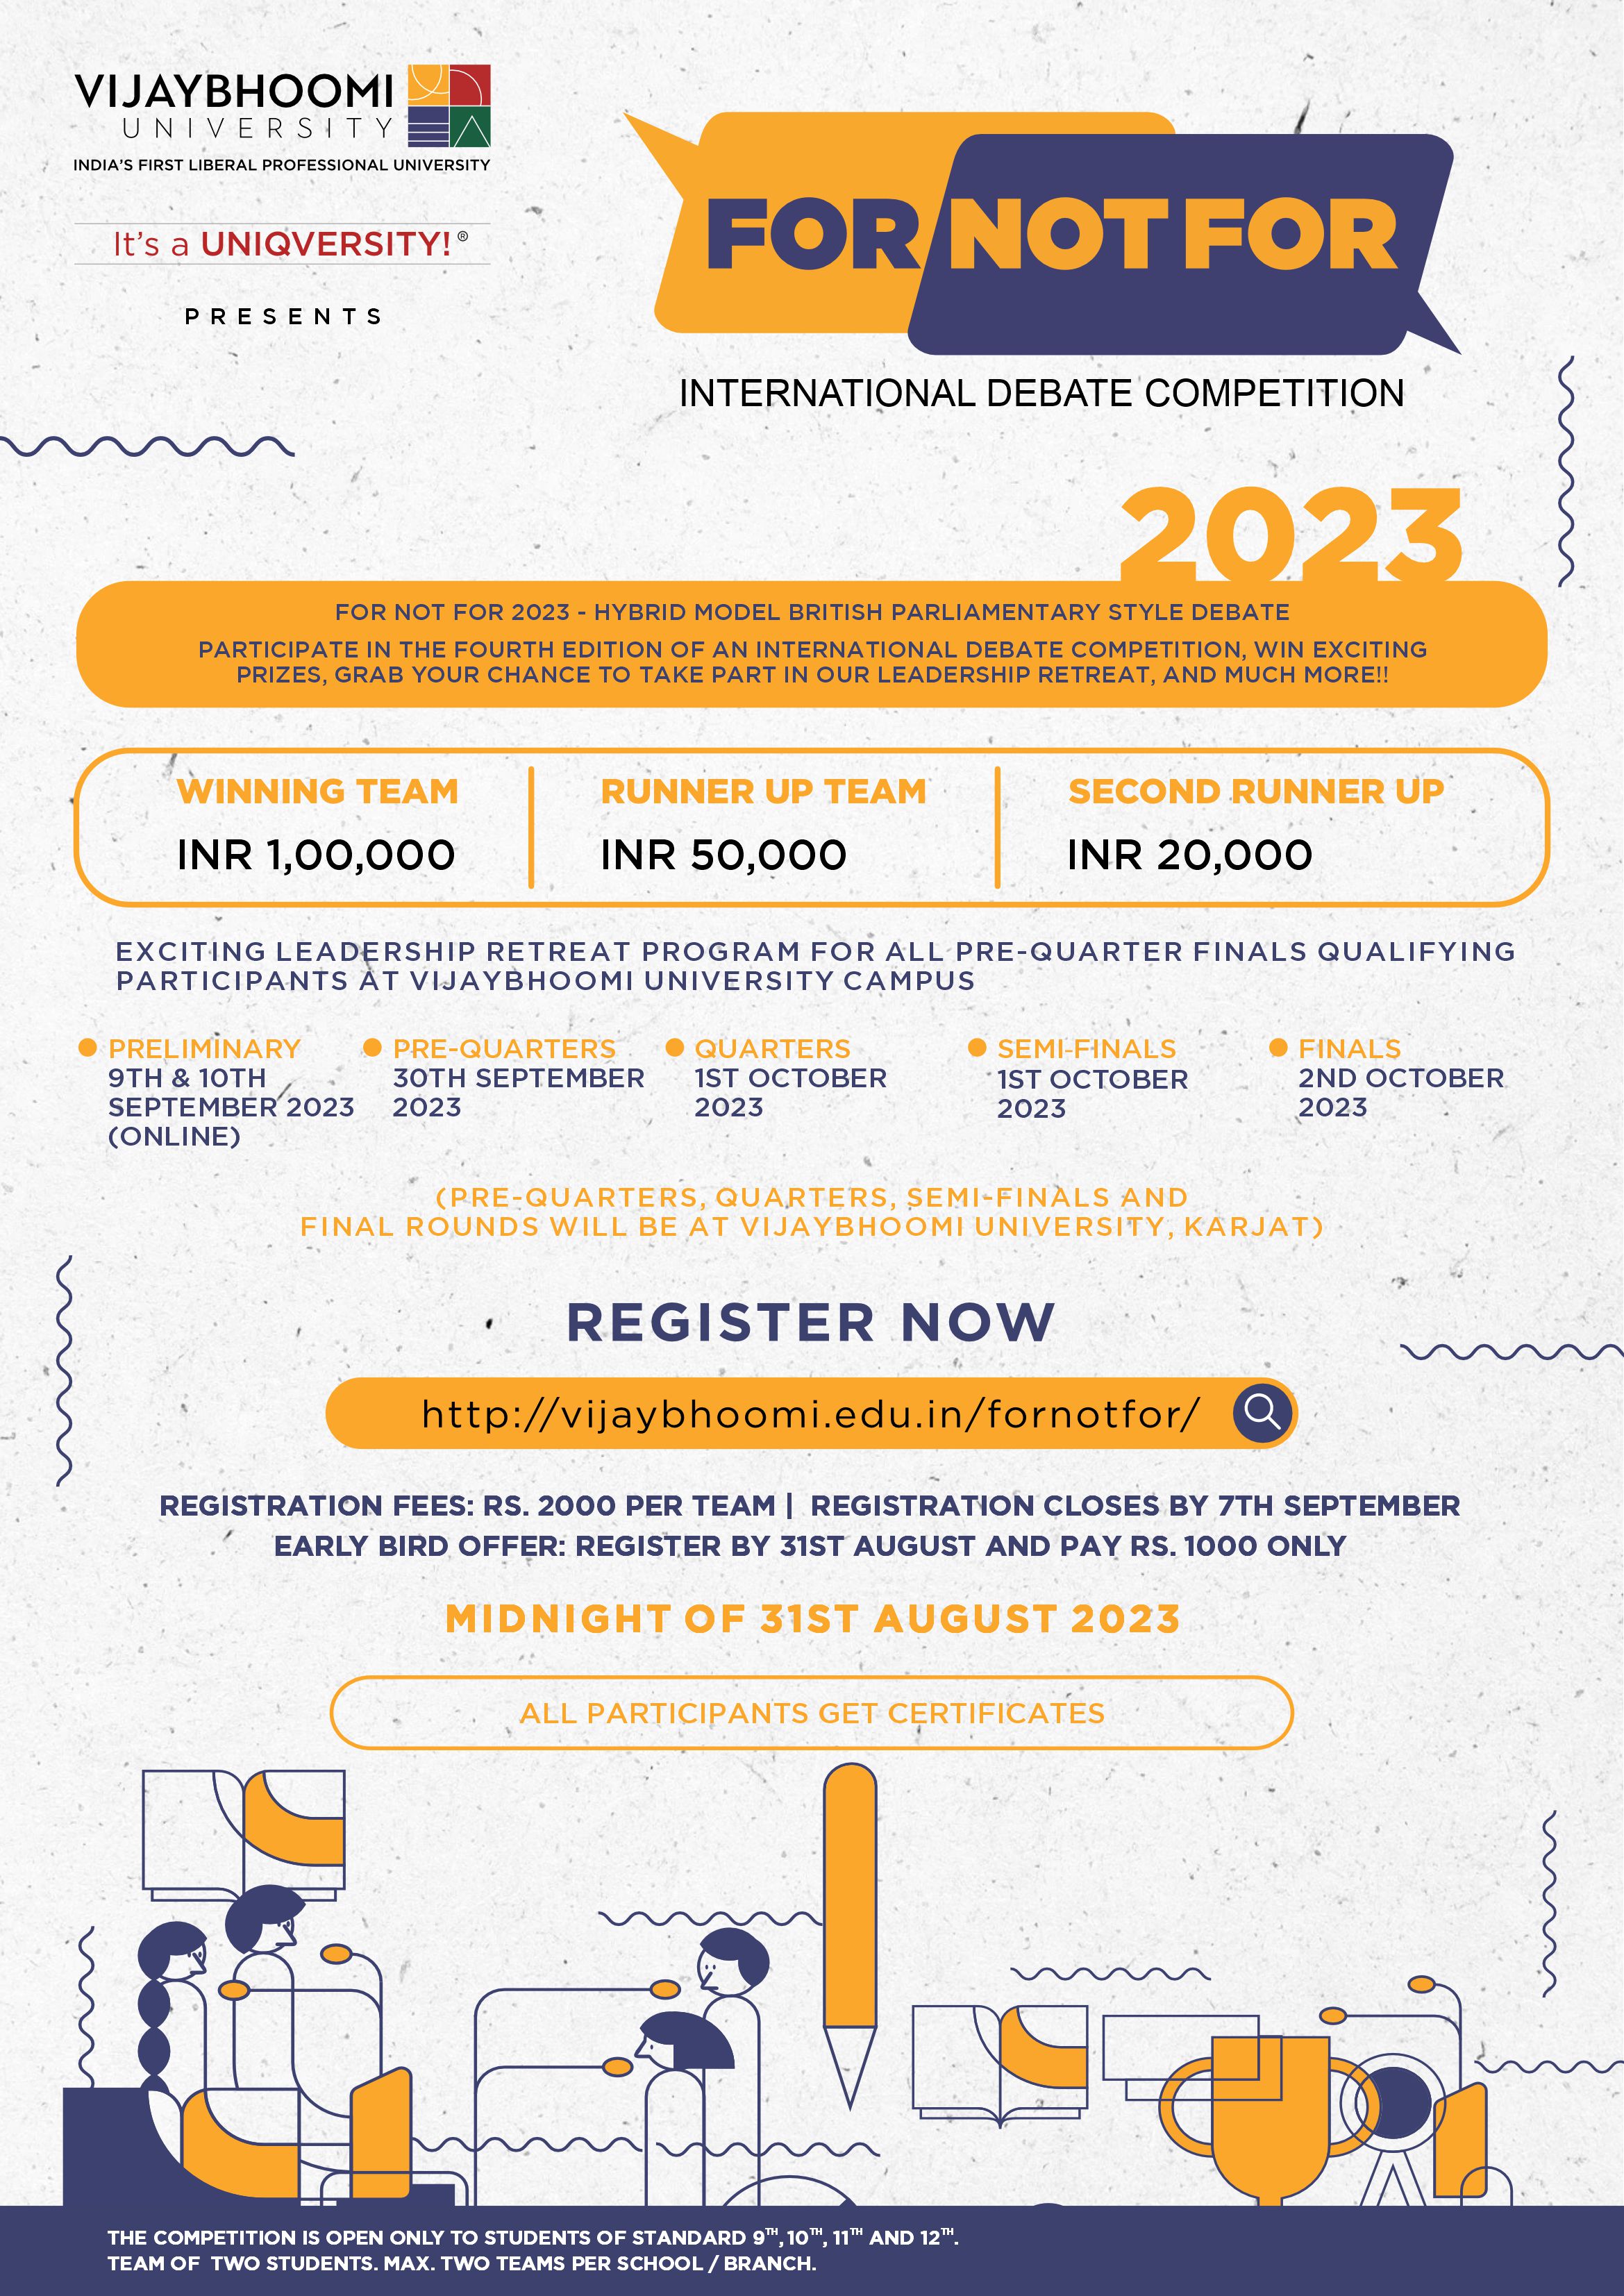 VIJAYBHOOMI
UNIVERSITY
INDIA'S FIRST LIBERAL PROFESSIONAL UNIVERSITY
It's a UNIQVERSITY!®
PRESENTS
FOR NOT FOR
INTERNATIONAL DEBATE COMPETITION
2023
FOR NOT FOR 2023 - HYBRID MODEL BRITISH PARLIAMENTARY STYLE DEBATE
PARTICIPATE IN THE FOURTH EDITION OF AN INTERNATIONAL DEBATE COMPETITION, WIN EXCITING
PRIZES, GRAB YOUR CHANCE TO TAKE PART IN OUR LEADERSHIP RETREAT, AND MUCH MORE!!
WINNING TEAM
INR 1,00,000
RUNNER UP TEAM
INR 50,000
SECOND RUNNER UP
INR 20,000
EXCITING LEADERSHIP RETREAT PROGRAM FOR ALL PRE-QUARTER FINALS QUALIFYING
PARTICIPANTS AT VIJAYBHOOMI UNIVERSITY CAMPUS
PRELIMINARY
9TH & 10TH
SEPTEMBER 2023
(ONLINE)
PRE-QUARTERS
30TH SEPTEMBER
2023
QUARTERS
1ST OCTOBER
2023
SEMI-FINALS
1ST OCTOBER
2023
FINALS
2ND OCTOBER
2023
(PRE-QUARTERS, QUARTERS, SEMI-FINALS AND
FINAL ROUNDS WILL BE AT VIJAYBHOOMI UNIVERSITY, KARJAT)
REGISTER NOW
http://vijaybhoomi.edu.in/fornotfor/
REGISTRATION FEES: RS. 2000 PER TEAM | REGISTRATION CLOSES BY 7TH SEPTEMBER
EARLY BIRD OFFER: REGISTER BY 31ST AUGUST AND PAY RS. 1000 ONLY
MIDNIGHT OF 31ST AUGUST 2023
ALL PARTICIPANTS GET CERTIFICATES
THE COMPETITION IS OPEN ONLY TO STUDENTS OF STANDARD 9TH, 10TH, 11TH AND 12TH.
TEAM OF TWO STUDENTS. MAX. TWO TEAMS PER SCHOOL / BRANCH.